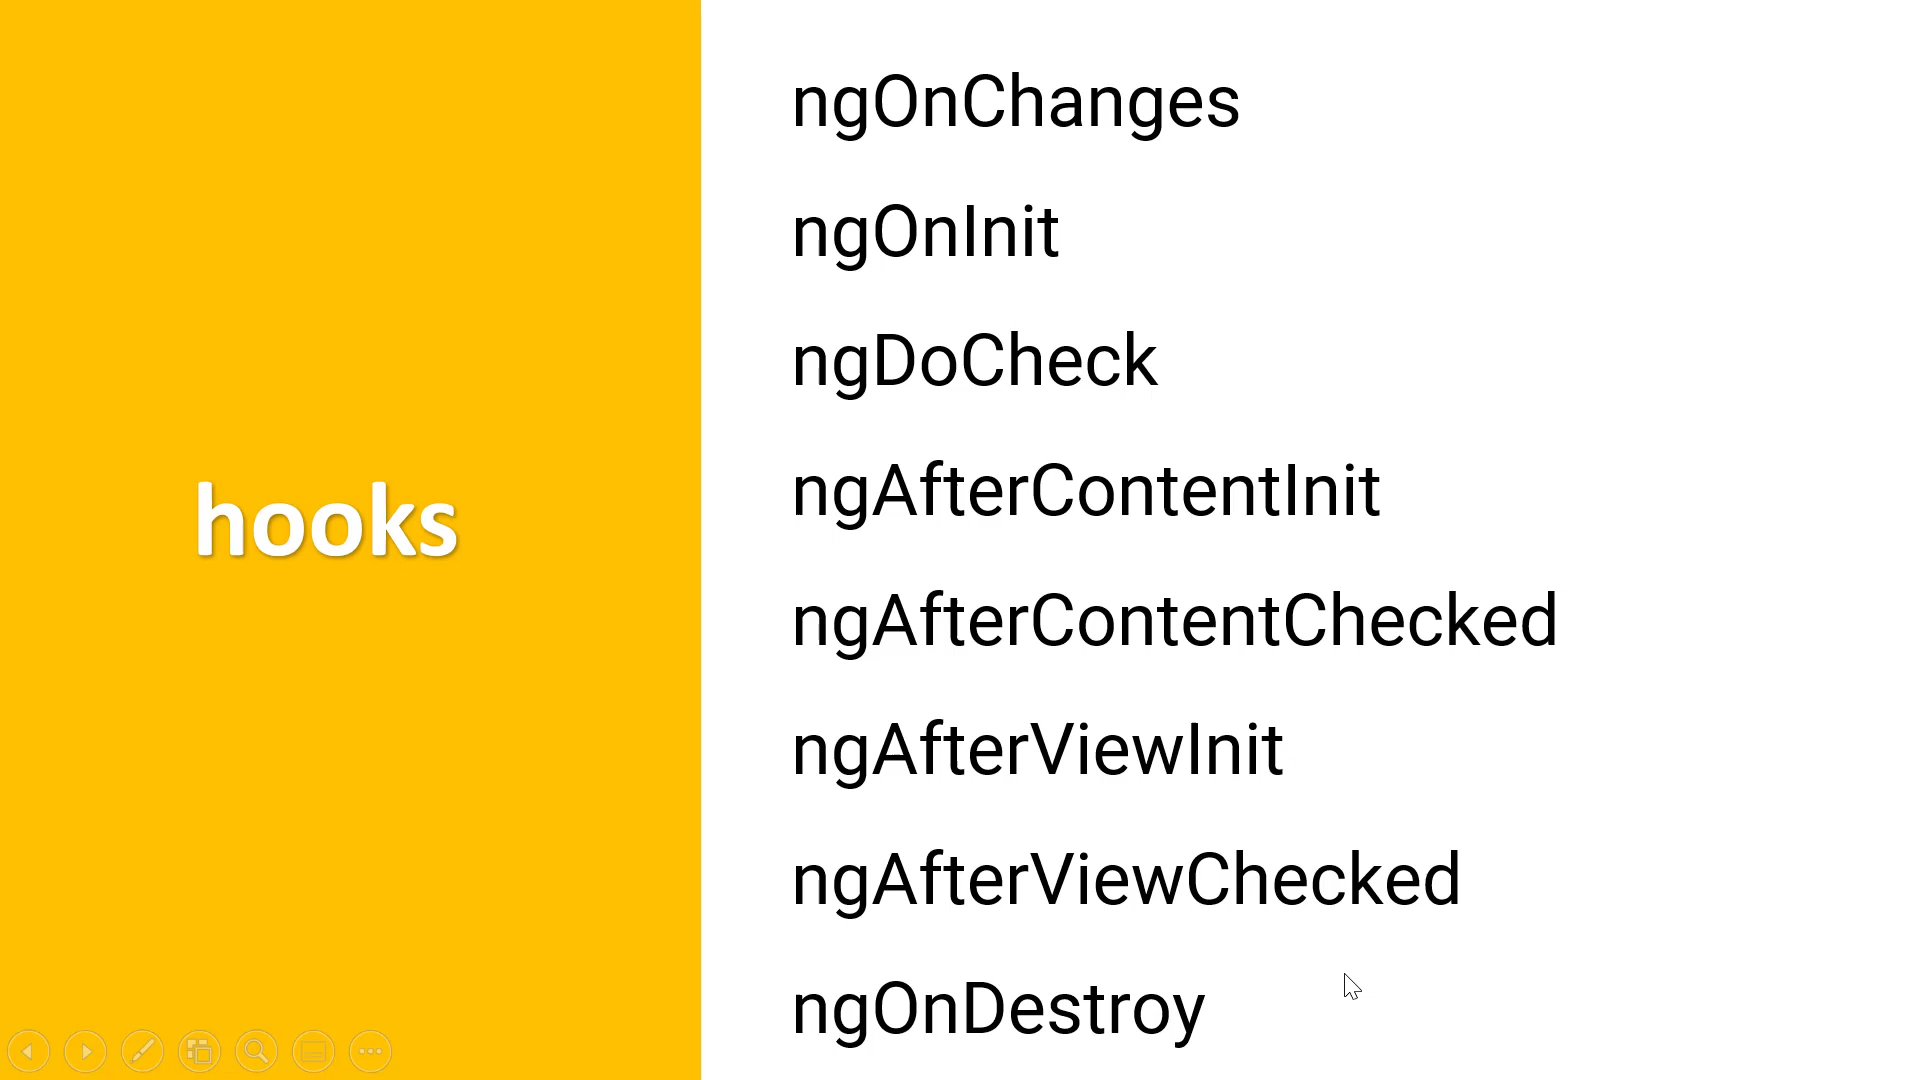 hooks
ngOnChanges
ngOnInit
ngDoCheck
ngAfterContentInit
ngAfterContentChecked
ngAfterViewInit
ngAfterViewChecked
ngOnDestroy